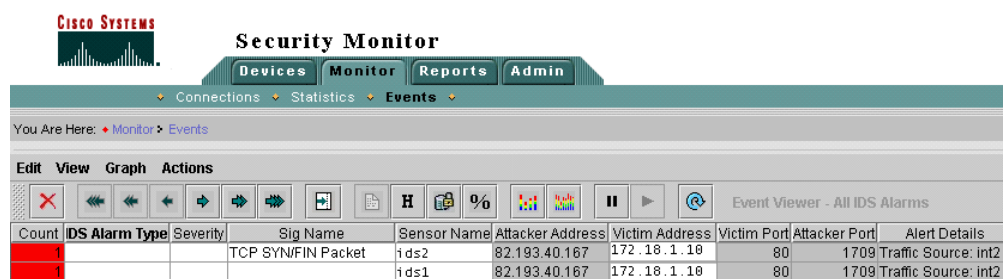 CISCO SYSTEMS
Security Monitor
Devices Monitor Reports Admin
Connections Statistics Events
You Are Here: Monitor > Events
Edit View Graph Actions
H % Event Viewer - All IDS Alarms
Count IDS Alarm Type Severity Sig Name Sensor Name Attacker Address Victim Address Victim Port Attacker Port Alert Details
1 TCP SYN/FIN Packet ids2 82.193.40.167 172.18.1.10 80 1709 Traffic Source: int2
1 ids1 82.193.40.167 172.18.1.10 80 1709 Traffic Source: int2